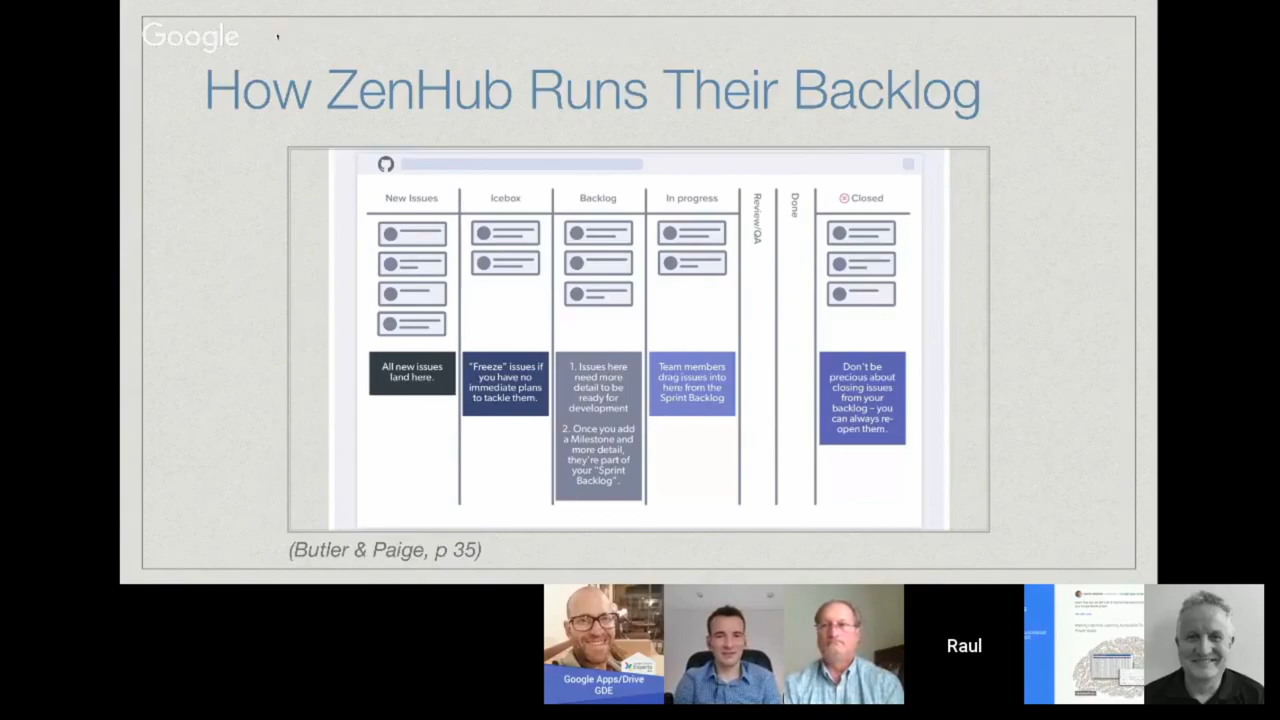 Google
How ZenHub Runs Their Backlog
New Issues
Icebox
Backlog
In progress
Review/QA
Done
Closed
All new issues
land here.
"Freeze" issues if
you have no
immediate plans
to tackle them.
1. Issues here
need more
detail to be
ready for
development
2. Once you add
a Milestone and
more detail,
they're part of
your "Sprint
Backlog".
Team members
drag issues into
here from the
Sprint Backlog
Don't be
precious about
closing issues
from your
backlog – you
can always re-
open them.
(Butler & Paige, p 35)
Experts
Google Apps/Drive
GDE
Raul